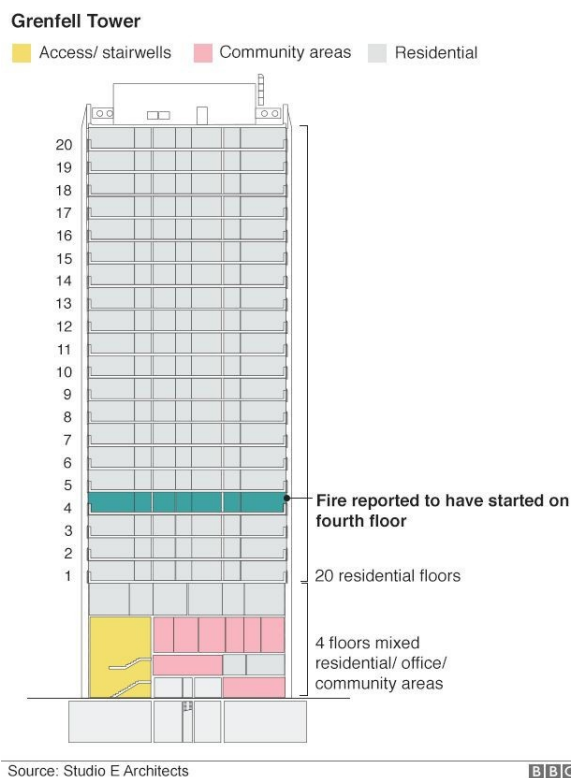 Grenfell Tower
Access/ stairwells Community areas Residential
20
19
18
17
16
15
14
13
12
11
10
9
8
7
6
5
4
Fire reported to have started on
fourth floor
3
2
1
20 residential floors
4 floors mixed
residential/ office/
community areas
Source: Studio E Architects
BBC